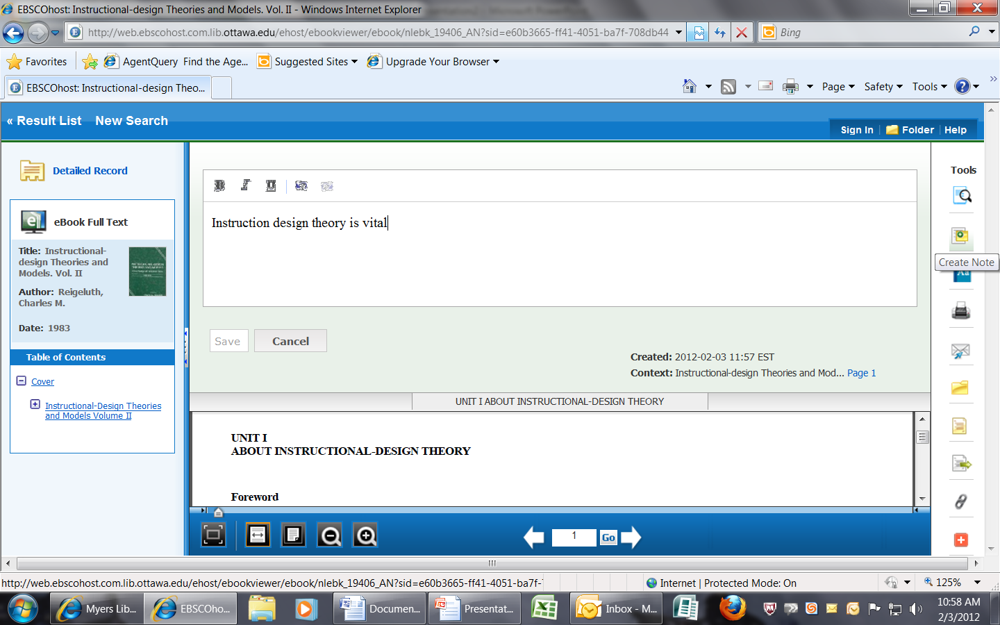 EBSCOhost: Instructional-design Theories and Models. Vol. II - Windows Internet Explorer
http://web.ebscohost.com.lib.ottawa.edu/ehost/ebookviewer/ebook/nlebk_19406_AN?sid=e60b3665-ff41-4051-ba7f-708db44
Bing
Favorites
AgentQuery Find the Age...
Suggested Sites
Upgrade Your Browser
EBSCOhost: Instructional-design Theo...
Page
Safety
Tools
« Result List
New Search
Sign In
Folder
Help
Detailed Record
eBook Full Text
Title: Instructional-
design Theories and
Models. Vol. II
Author: Reigeluth,
Charles M.
Date: 1983
Table of Contents
Cover
Instructional-Design Theories
and Models Volume II
B I U
Instruction design theory is vital
Save
Cancel
Created: 2012-02-03 11:57 EST
Context: Instructional-design Theories and Mod... Page 1
UNIT I ABOUT INSTRUCTIONAL-DESIGN THEORY
UNIT I
ABOUT INSTRUCTIONAL-DESIGN THEORY
Foreword
1
Go
Tools
Create Note
Aa
http://web.ebscohost.com.lib.ottawa.edu/ehost/ebookviewer/ebook/nlebk_19406_AN?sid=e60b3665-ff41-4051-ba7f-
Internet | Protected Mode: On
125%
Myers Lib...
EBSCOho...
Documen...
Presentat...
Inbox - M...
10:58 AM
2/3/2012